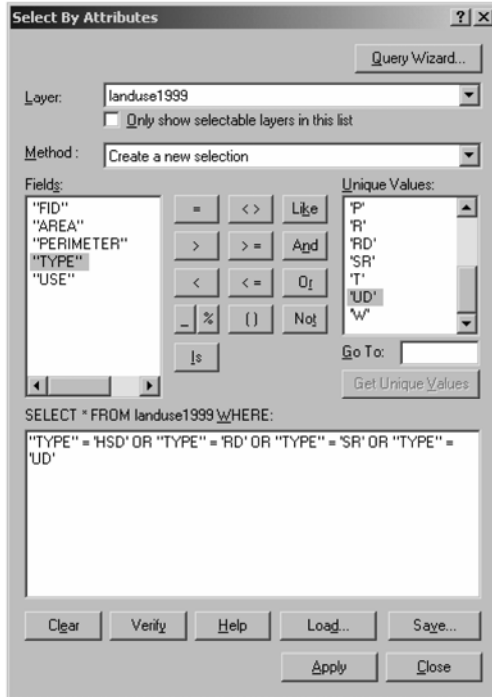 Select By Attributes
? X
Query Wizard...
Layer: landuse1999
Only show selectable layers in this list
Method : Create a new selection
Fields: Unique Values:
"FID" = < > Like 'P'
"AREA" 'R'
"PERIMETER" > > = And 'RD'
"TYPE" 'SR'
"USE" < < = Or 'T'
'UD'
_ % ( ) Not 'W'
Is Go To:
Get Unique Values
SELECT * FROM landuse1999 WHERE:
"TYPE" = 'HSD' OR "TYPE" = 'RD' OR "TYPE" = 'SR' OR "TYPE" =
'UD'
Clear Verify Help Load... Save...
Apply Close